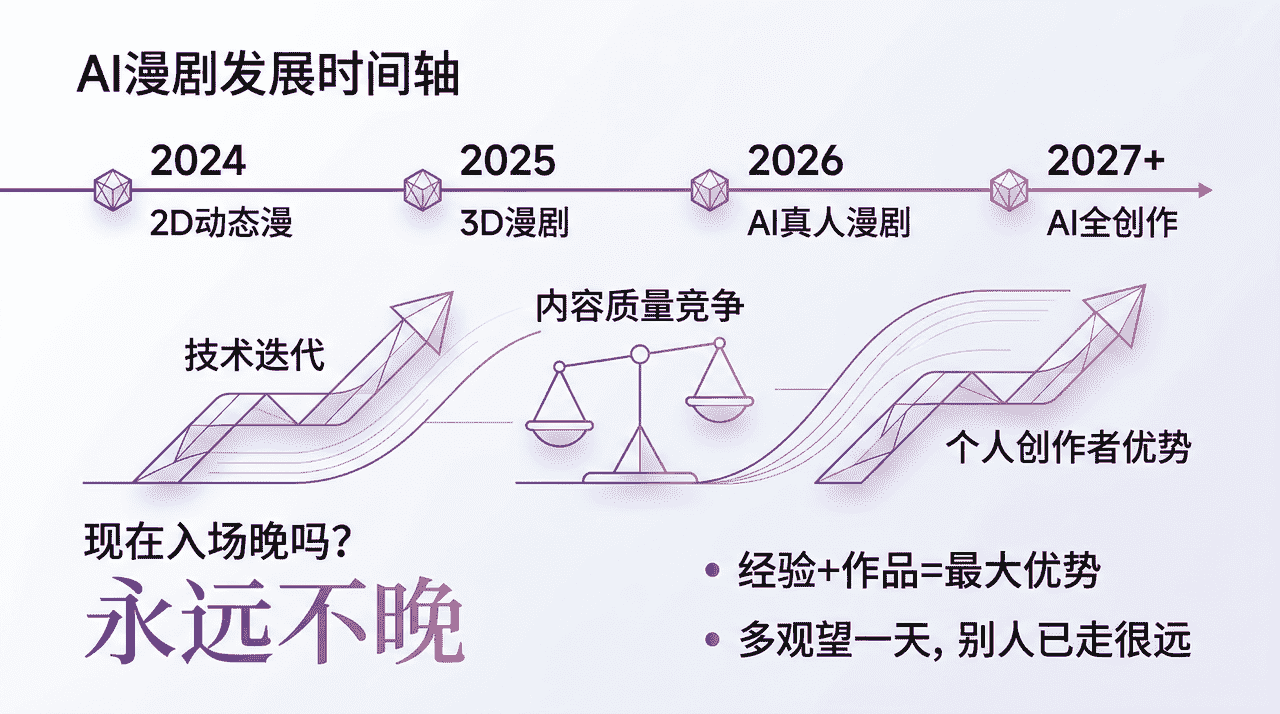 AI漫剧发展时间轴
2024
2D动态漫
2025
3D漫剧
2026
AI真人漫剧
2027+
AI全创作
技术迭代
内容质量竞争
个人创作者优势
现在入场晚吗?
永远不晚
• 经验+作品=最大优势
• 多观望一天, 别人已走很远